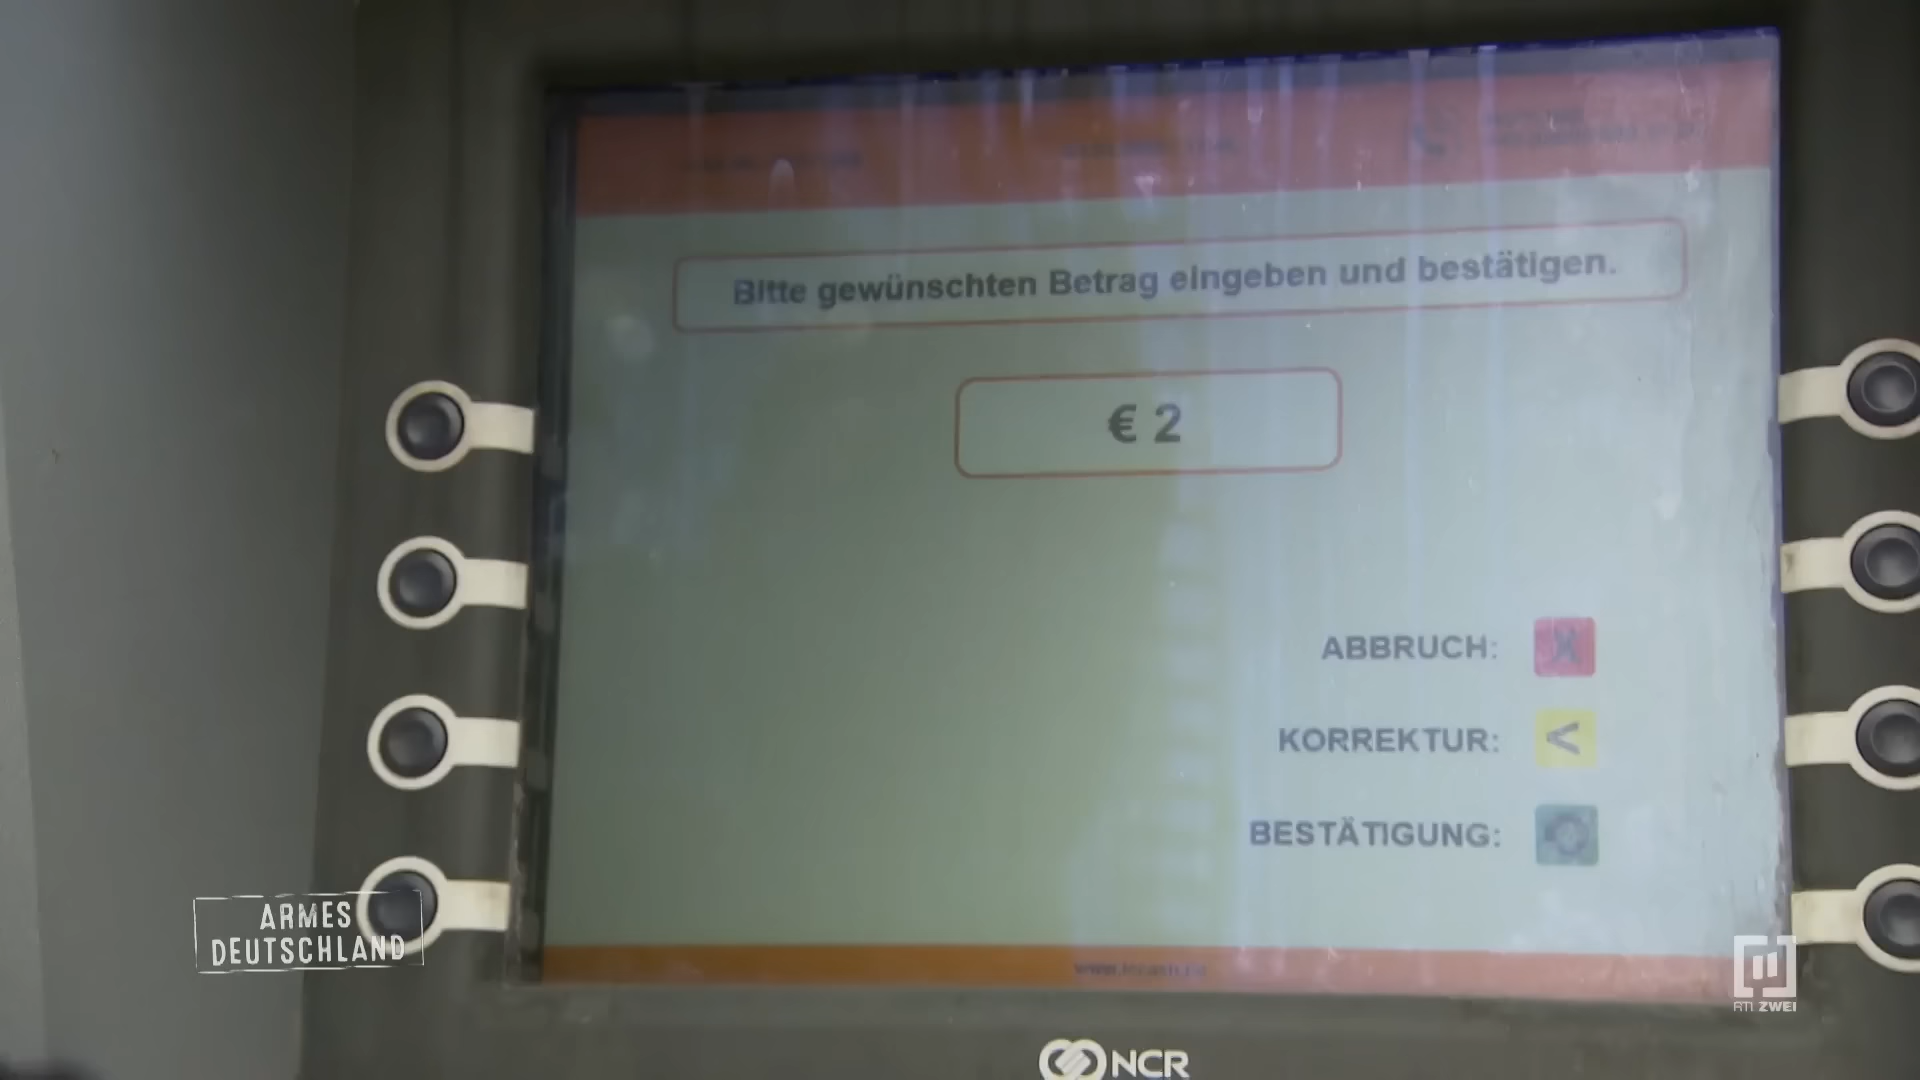 Bitte gewünschten Betrag eingeben und bestätigen.
€ 2
ABBRUCH: X
KORREKTUR: <
BESTÄTIGUNG:
ARMES
DEUTSCHLAND
RTL ZWEI
NCR